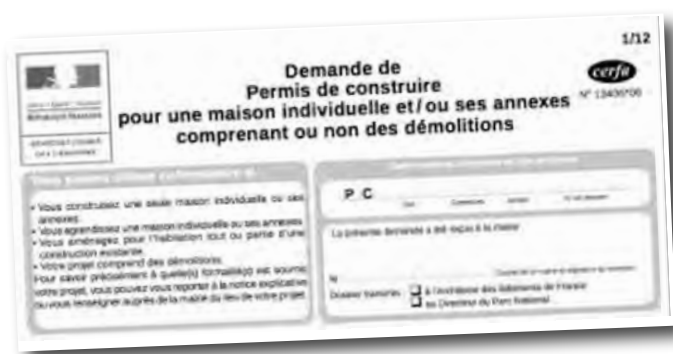 1/12
Demande de
Permis de construire
pour une maison individuelle et/ou ses annexes
comprenant ou non des démolitions
cerfa
N° 13406*06
RÉPUBLIQUE FRANÇAISE
• Vous construisez une seule maison individuelle ou ses
annexes.
• Vous agrandissez une maison individuelle ou ses annexes.
• Vous aménagez pour l'habitation tout ou partie d'une
construction existante.
• Votre projet comprend des démolitions.
Pour savoir précisément à quelle(s) formalité(s) est soumis
votre projet, vous pouvez vous reporter à la notice explicative
ou vous renseigner auprès de la mairie du lieu de votre projet
P C
La présente demande a été reçue à la mairie
le
Dossier transmis
à l'Architecte des Bâtiments de France
au Directeur du Parc National